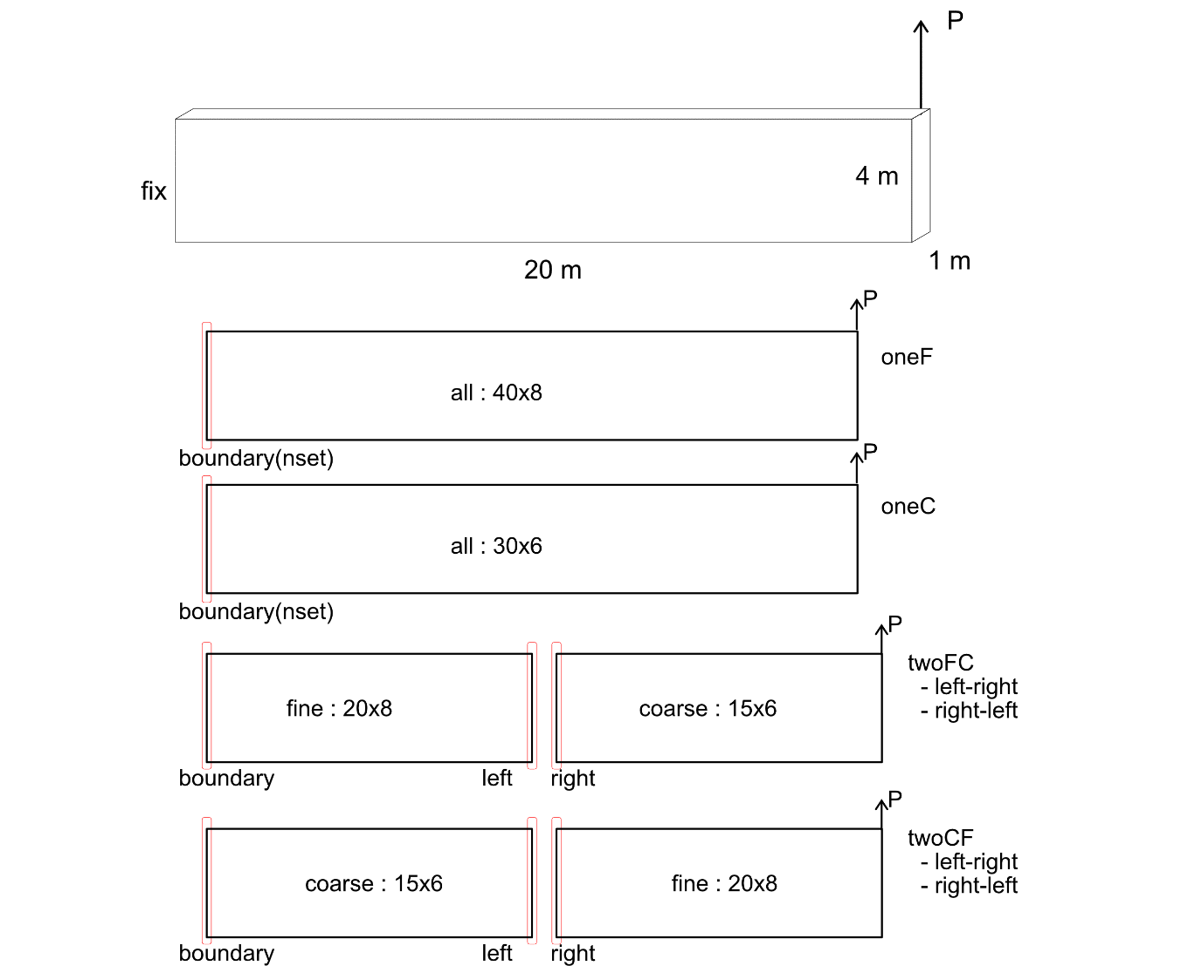 P
fix
4 m
20 m
1 m
P
oneF
all : 40x8
boundary(nset)
P
oneC
all : 30x6
boundary(nset)
P
twoFC
- left-right
- right-left
fine : 20x8
coarse : 15x6
boundary
left
right
P
twoCF
- left-right
- right-left
coarse : 15x6
fine : 20x8
boundary
left
right